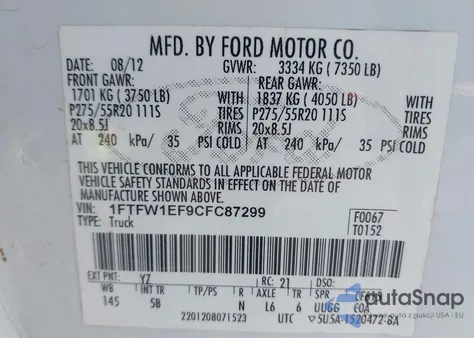 MFD. BY FORD MOTOR CO.
DATE: 08/12 GVWR: 3334 KG (7350 LB)
FRONT GAWR: REAR GAWR:
1701 KG (3750 LB) WITH 1837 KG (4050 LB) WITH
P275/55R20 111S TIRES P275/55R20 111S TIRES
20x8.5J RIMS 20x8.5J RIMS
AT 240 kPa/ 35 PSI COLD AT 240 kPa/ 35 PSI COLD
THIS VEHICLE CONFORMS TO ALL APPLICABLE FEDERAL MOTOR
VEHICLE SAFETY STANDARDS IN EFFECT ON THE DATE OF
MANUFACTURE SHOWN ABOVE.
VIN: 1FTFW1EF9CFC87299 F0067
TYPE: Truck T0152
EXT PNT: YZ RC: 21 DSO:
WB INT TR TP/PS R AXLE TR SPR
145 5B N L6 6 UUGG
2201208071523 UTC 5U5A-1520472-BA
autoSnap